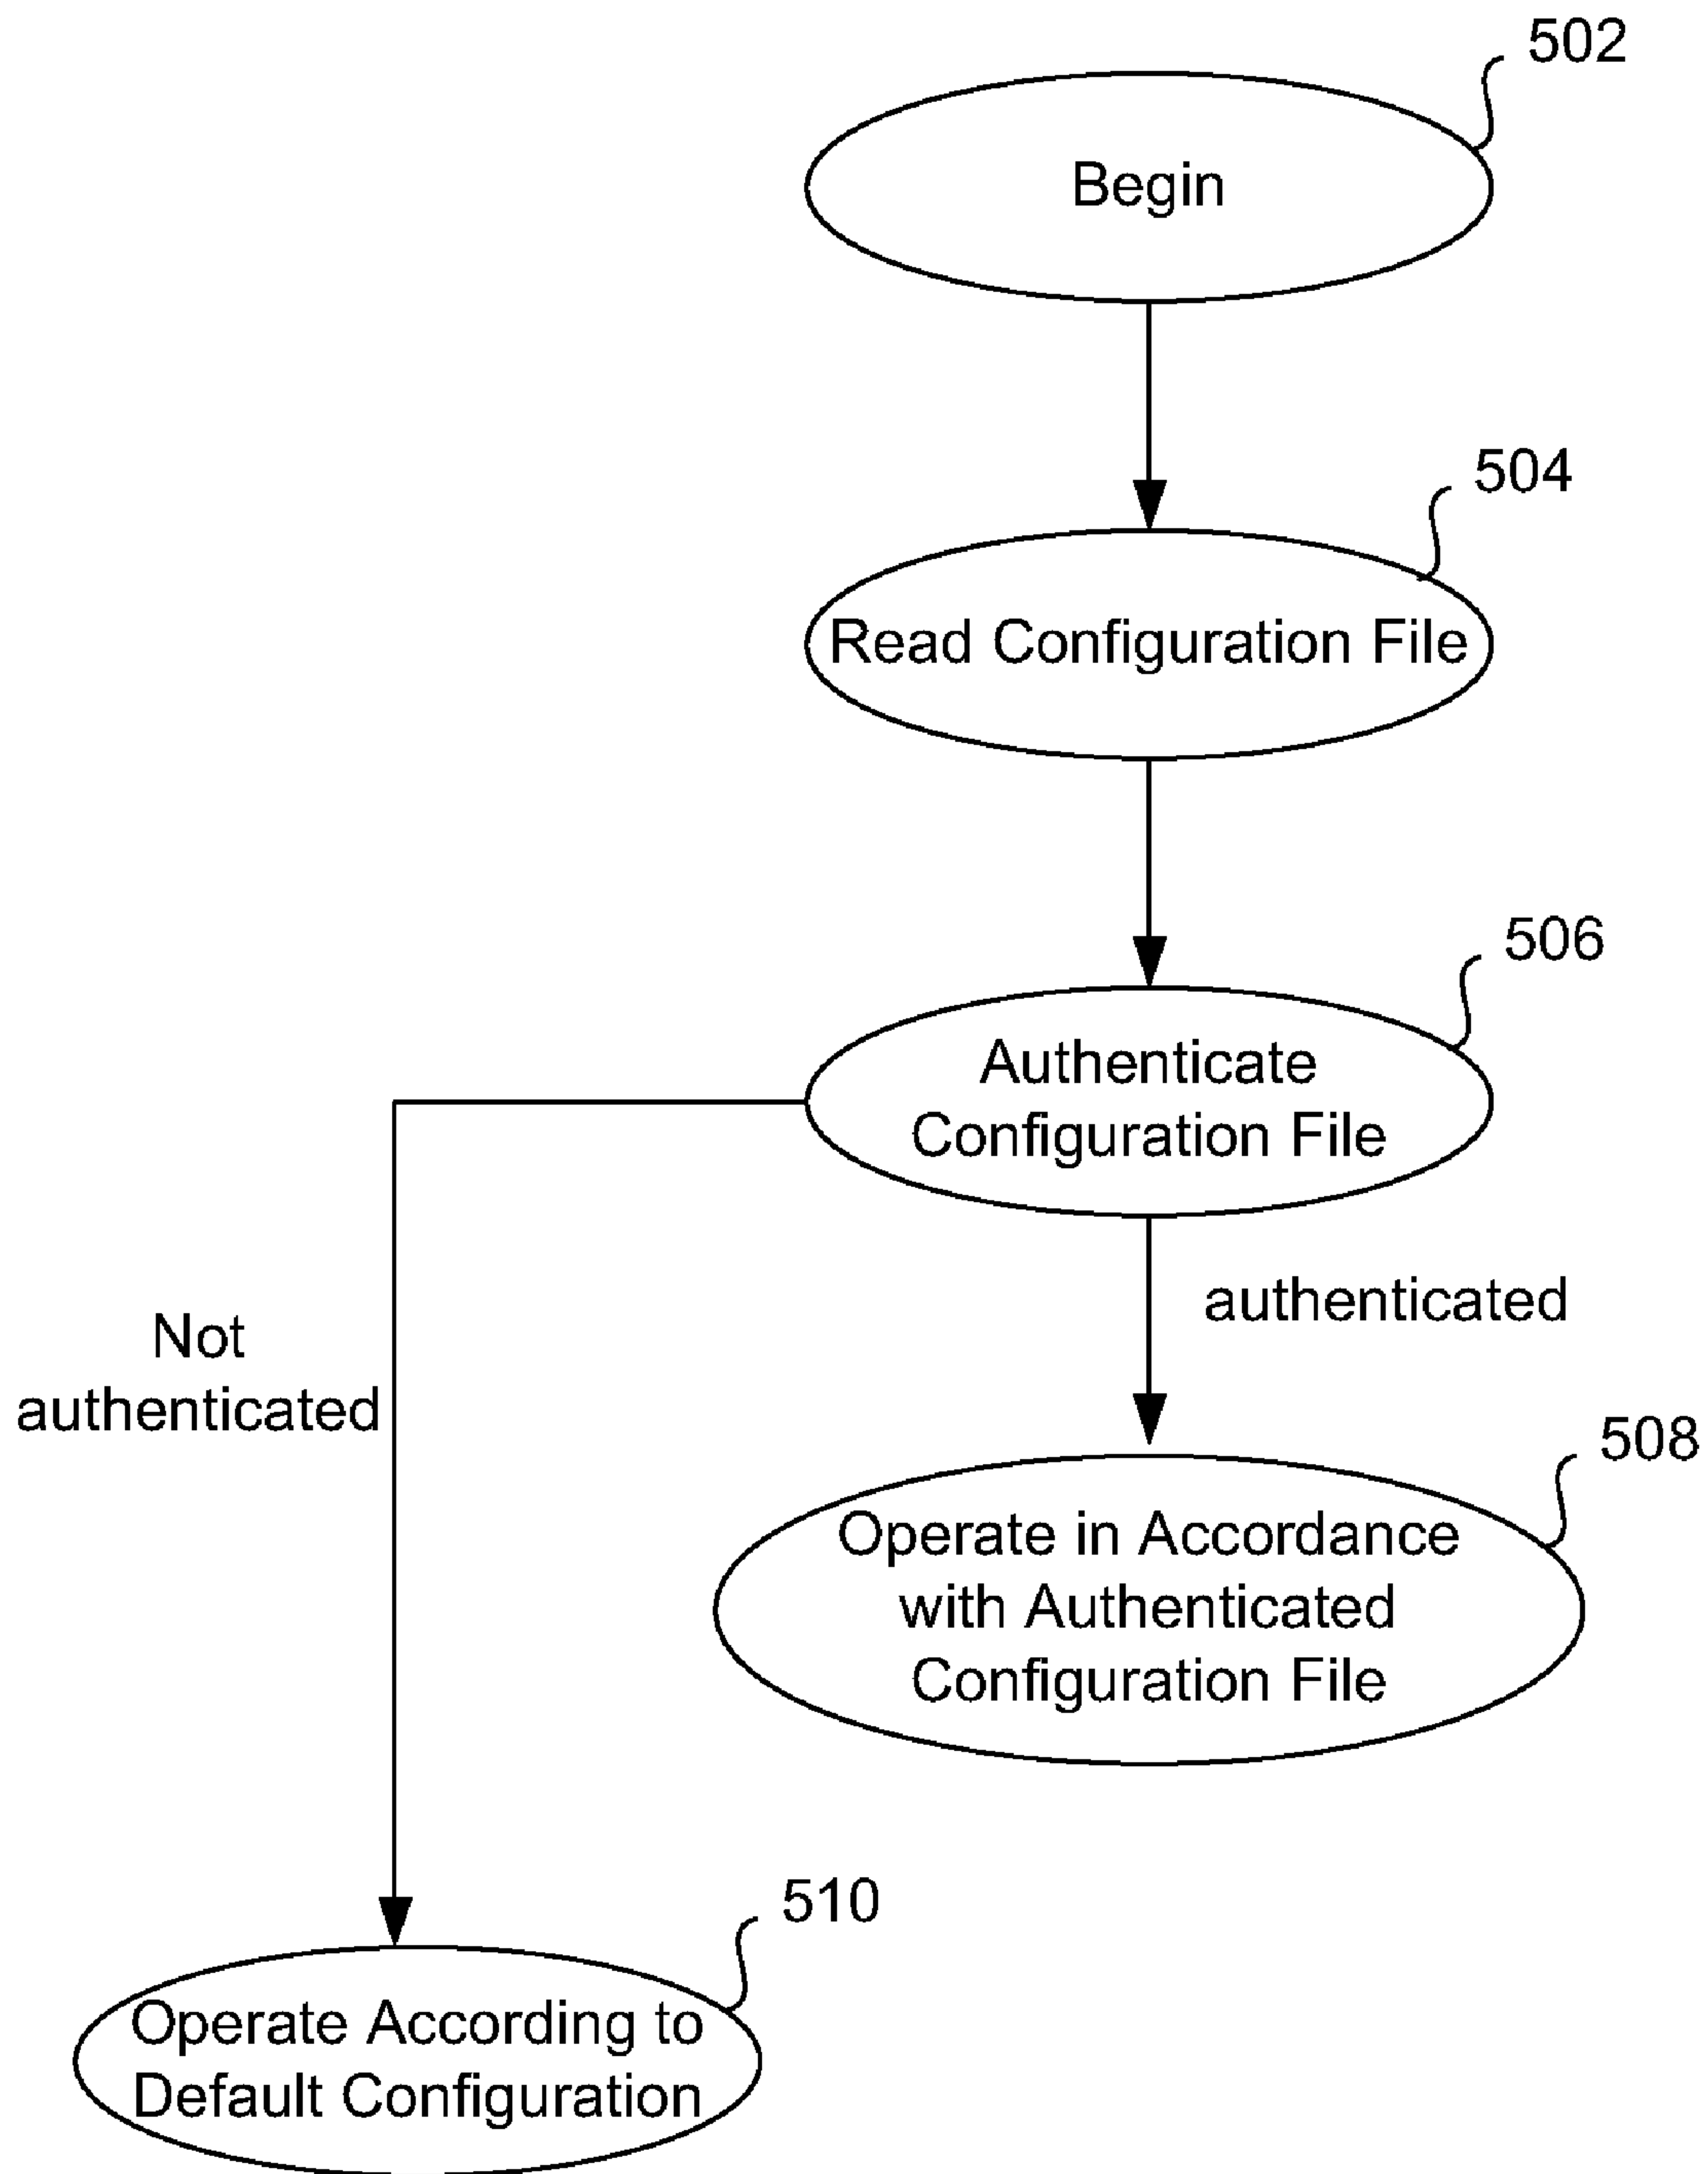 502
Begin
504
Read Configuration File
506
Authenticate
Configuration File
Not
authenticated
authenticated
508
Operate in Accordance
with Authenticated
Configuration File
510
Operate According to
Default Configuration